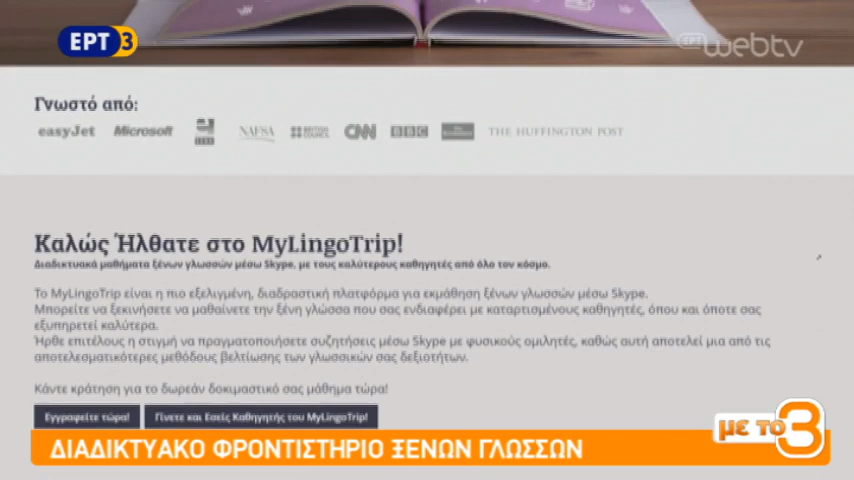 ΕΡΤ3
ΕΡΤ webtv
Γνωστό από:
easyJet Microsoft NAFSA BRITISH COUNCIL CNN BBC THE HUFFINGTON POST
Καλώς Ήλθατε στο MyLingoTrip!
Διαδικτυακά μαθήματα ξένων γλωσσών μέσω Skype, με τους καλύτερους καθηγητές από όλο τον κόσμο.
Το MyLingoTrip είναι η πιο εξελιγμένη, διαδραστική πλατφόρμα για εκμάθηση ξένων γλωσσών μέσω Skype.
Μπορείτε να ξεκινήσετε να μαθαίνετε την ξένη γλώσσα που σας ενδιαφέρει με καταρτισμένους καθηγητές, όπου και όποτε σας
εξυπηρετεί καλύτερα.
Ήρθε επιτέλους η στιγμή να πραγματοποιήσετε συζητήσεις μέσω Skype με φυσικούς ομιλητές, καθώς αυτή αποτελεί μια από τις
αποτελεσματικότερες μεθόδους βελτίωσης των γλωσσικών σας δεξιοτήτων.
Κάντε κράτηση για το δωρεάν δοκιμαστικό σας μάθημα τώρα!
Εγγραφείτε τώρα! Γίνετε και Εσείς Καθηγητής του MyLingoTrip!
με το 3
ΔΙΑΔΙΚΤΥΑΚΟ ΦΡΟΝΤΙΣΤΗΡΙΟ ΞΕΝΩΝ ΓΛΩΣΣΩΝ